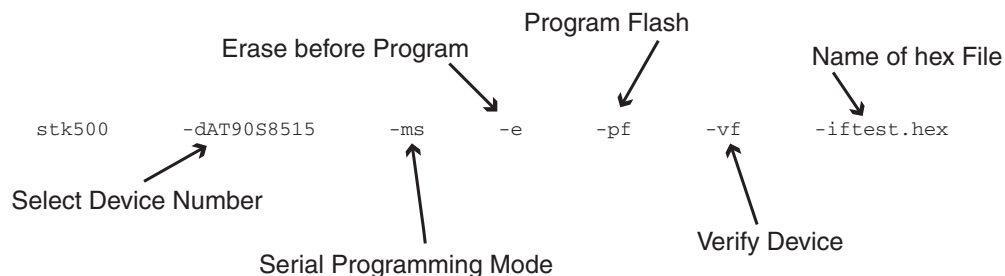 Program Flash
Erase before Program
Name of hex File
stk500 -dAT90S8515 -ms -e -pf -vf -iftest.hex
Select Device Number
Verify Device
Serial Programming Mode